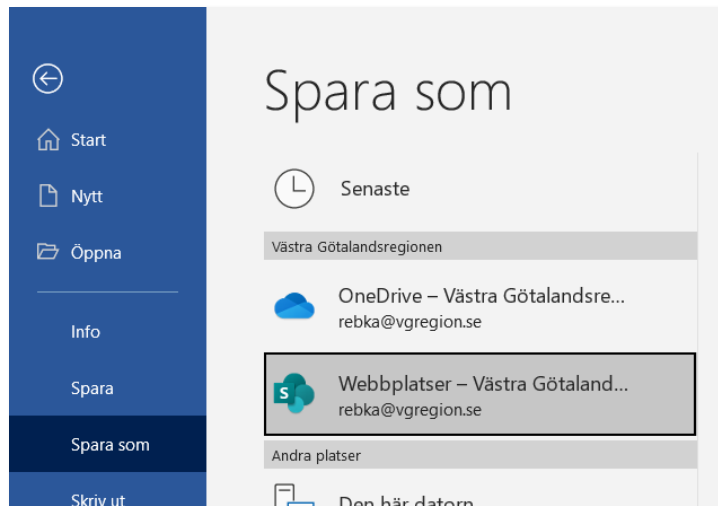 Spara som
Start
Nytt
Öppna
Info
Spara
Spara som
Skriv ut
Senaste
Västra Götalandsregionen
OneDrive – Västra Götalandsre...
rebka@vgregion.se
S
Webbplatser – Västra Götaland...
rebka@vgregion.se
Andra platser
Den här datorn